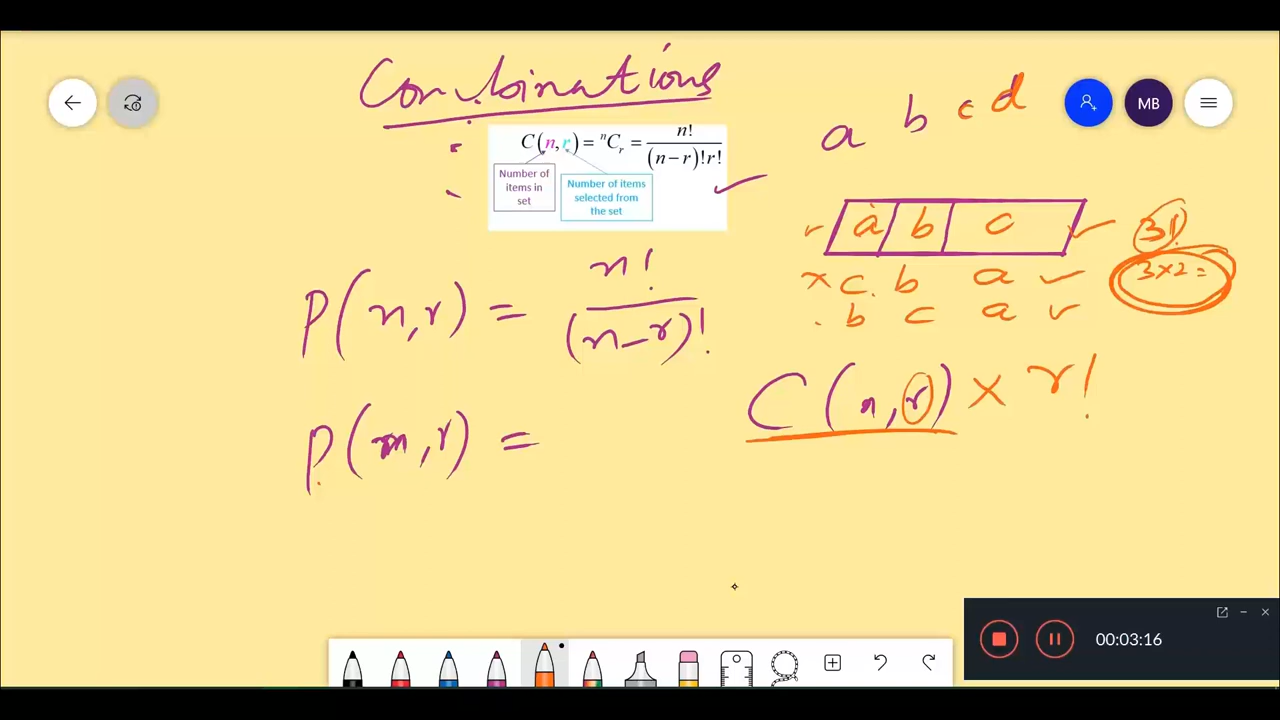 Combinations
a b c d
MB
C(n,r) = ⁿCᵣ = n! / (n−r)!r!
Number of items in set
Number of items selected from the set
a b c ✓ 3!
× c b a ✓ 3×2=
b c a ✓
P(n,r) = n! / (n−r)!
C(n,r) × r!
P(n,r) =
00:03:16